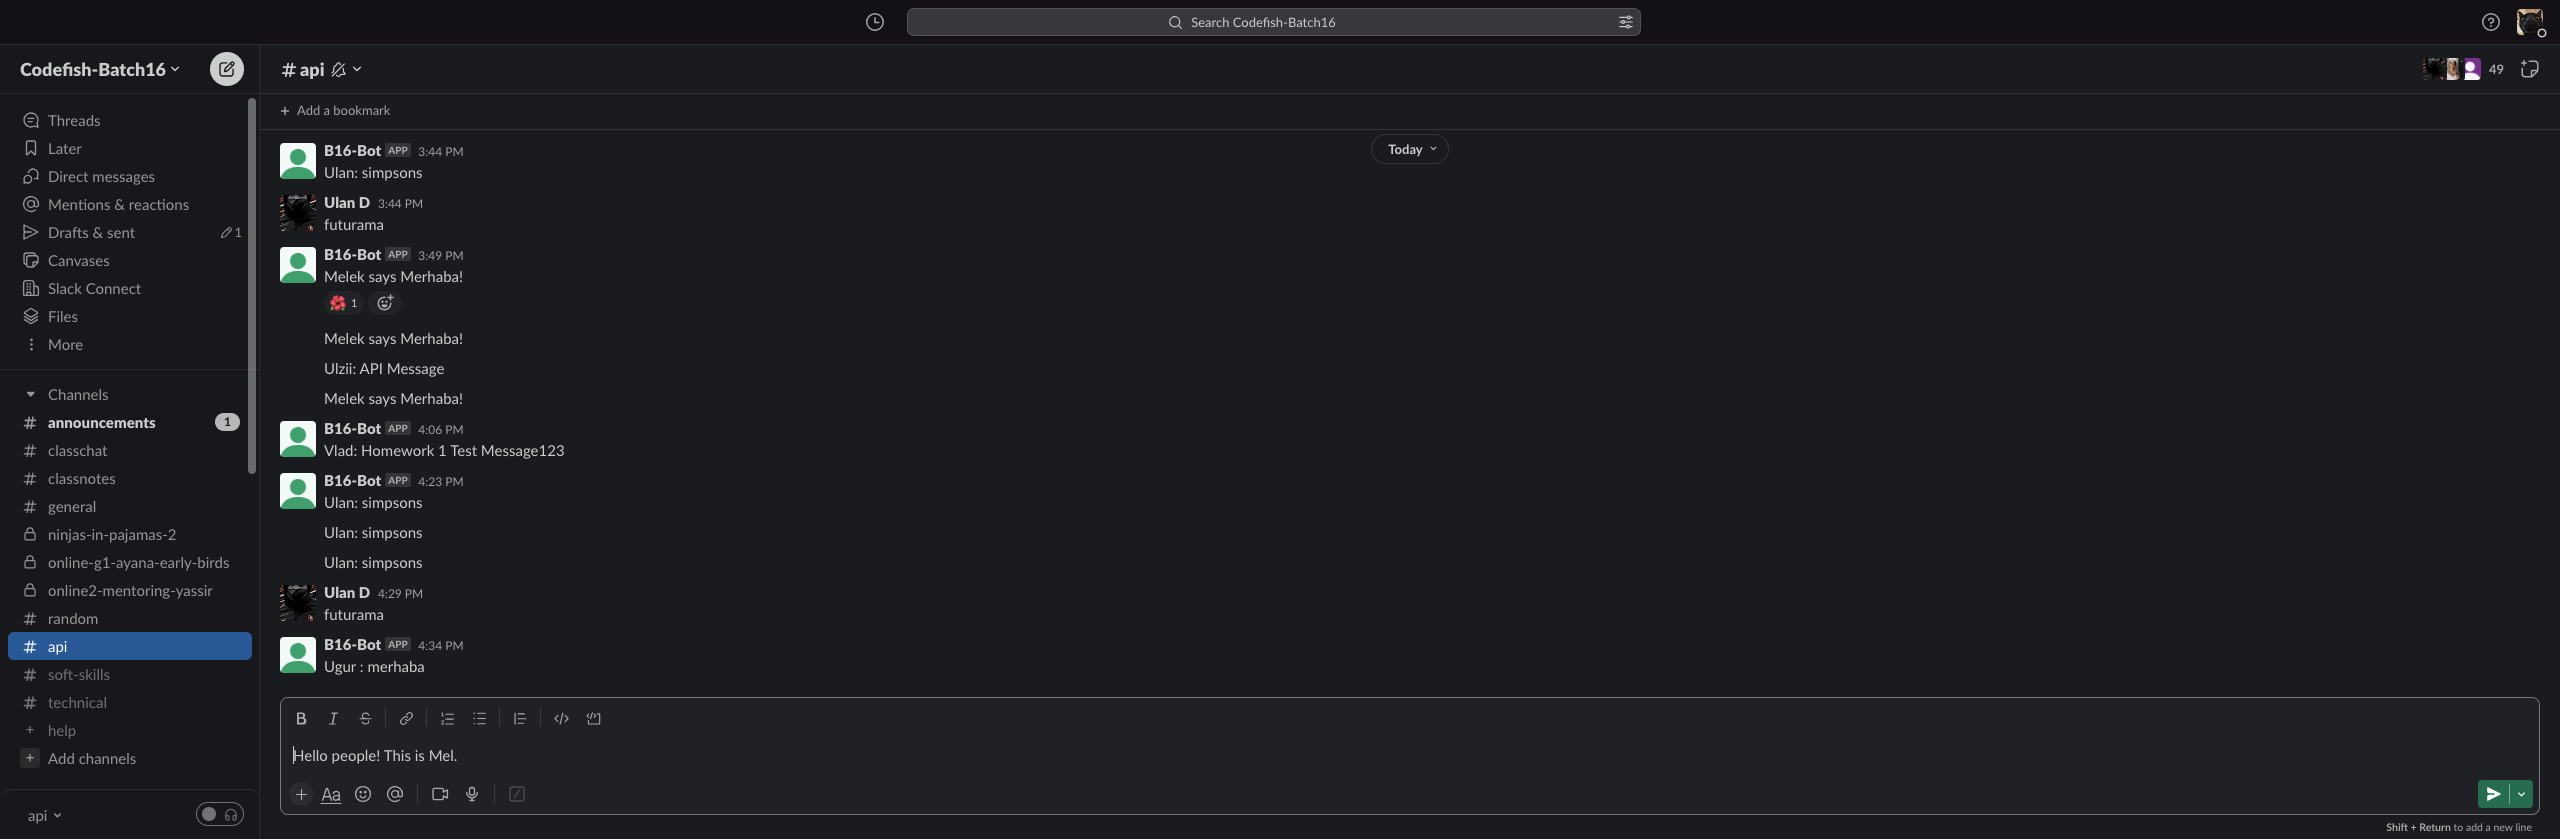 Search Codefish-Batch16
Codefish-Batch16
# api
49
+ Add a bookmark
Threads
Later
Direct messages
Mentions & reactions
Drafts & sent 1
Canvases
Slack Connect
Files
More
Channels
# announcements 1
# classchat
# classnotes
# general
ninjas-in-pajamas-2
online-g1-ayana-early-birds
online2-mentoring-yassir
# random
# api
# soft-skills
# technical
+ help
+ Add channels
api
Today
B16-Bot APP 3:44 PM
Ulan: simpsons
Ulan D 3:44 PM
futurama
B16-Bot APP 3:49 PM
Melek says Merhaba!
1
Melek says Merhaba!
Ulzii: API Message
Melek says Merhaba!
B16-Bot APP 4:06 PM
Vlad: Homework 1 Test Message123
B16-Bot APP 4:23 PM
Ulan: simpsons
Ulan: simpsons
Ulan: simpsons
Ulan D 4:29 PM
futurama
B16-Bot APP 4:34 PM
Ugur : merhaba
B I S
Hello people! This is Mel.
+ Aa @
Shift + Return to add a new line